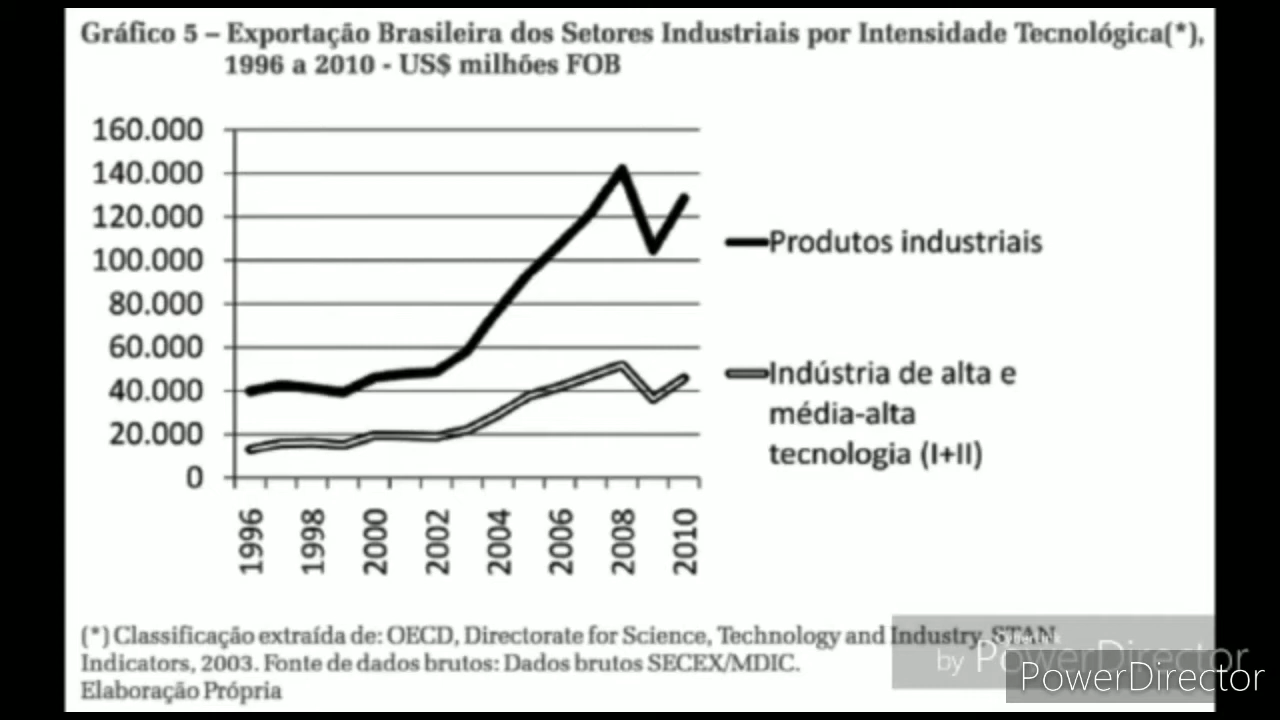 Gráfico 5 – Exportação Brasileira dos Setores Industriais por Intensidade Tecnológica(*),
1996 a 2010 - US$ milhões FOB
160.000
140.000
120.000
100.000
80.000
60.000
40.000
20.000
0
1996
1998
2000
2002
2004
2006
2008
2010
Produtos industriais
Indústria de alta e
média-alta
tecnologia (I+II)
(*) Classificação extraída de: OECD, Directorate for Science, Technology and Industry, STAN
Indicators, 2003. Fonte de dados brutos: Dados brutos SECEX/MDIC.
Elaboração Própria
by PowerDirector
PowerDirector